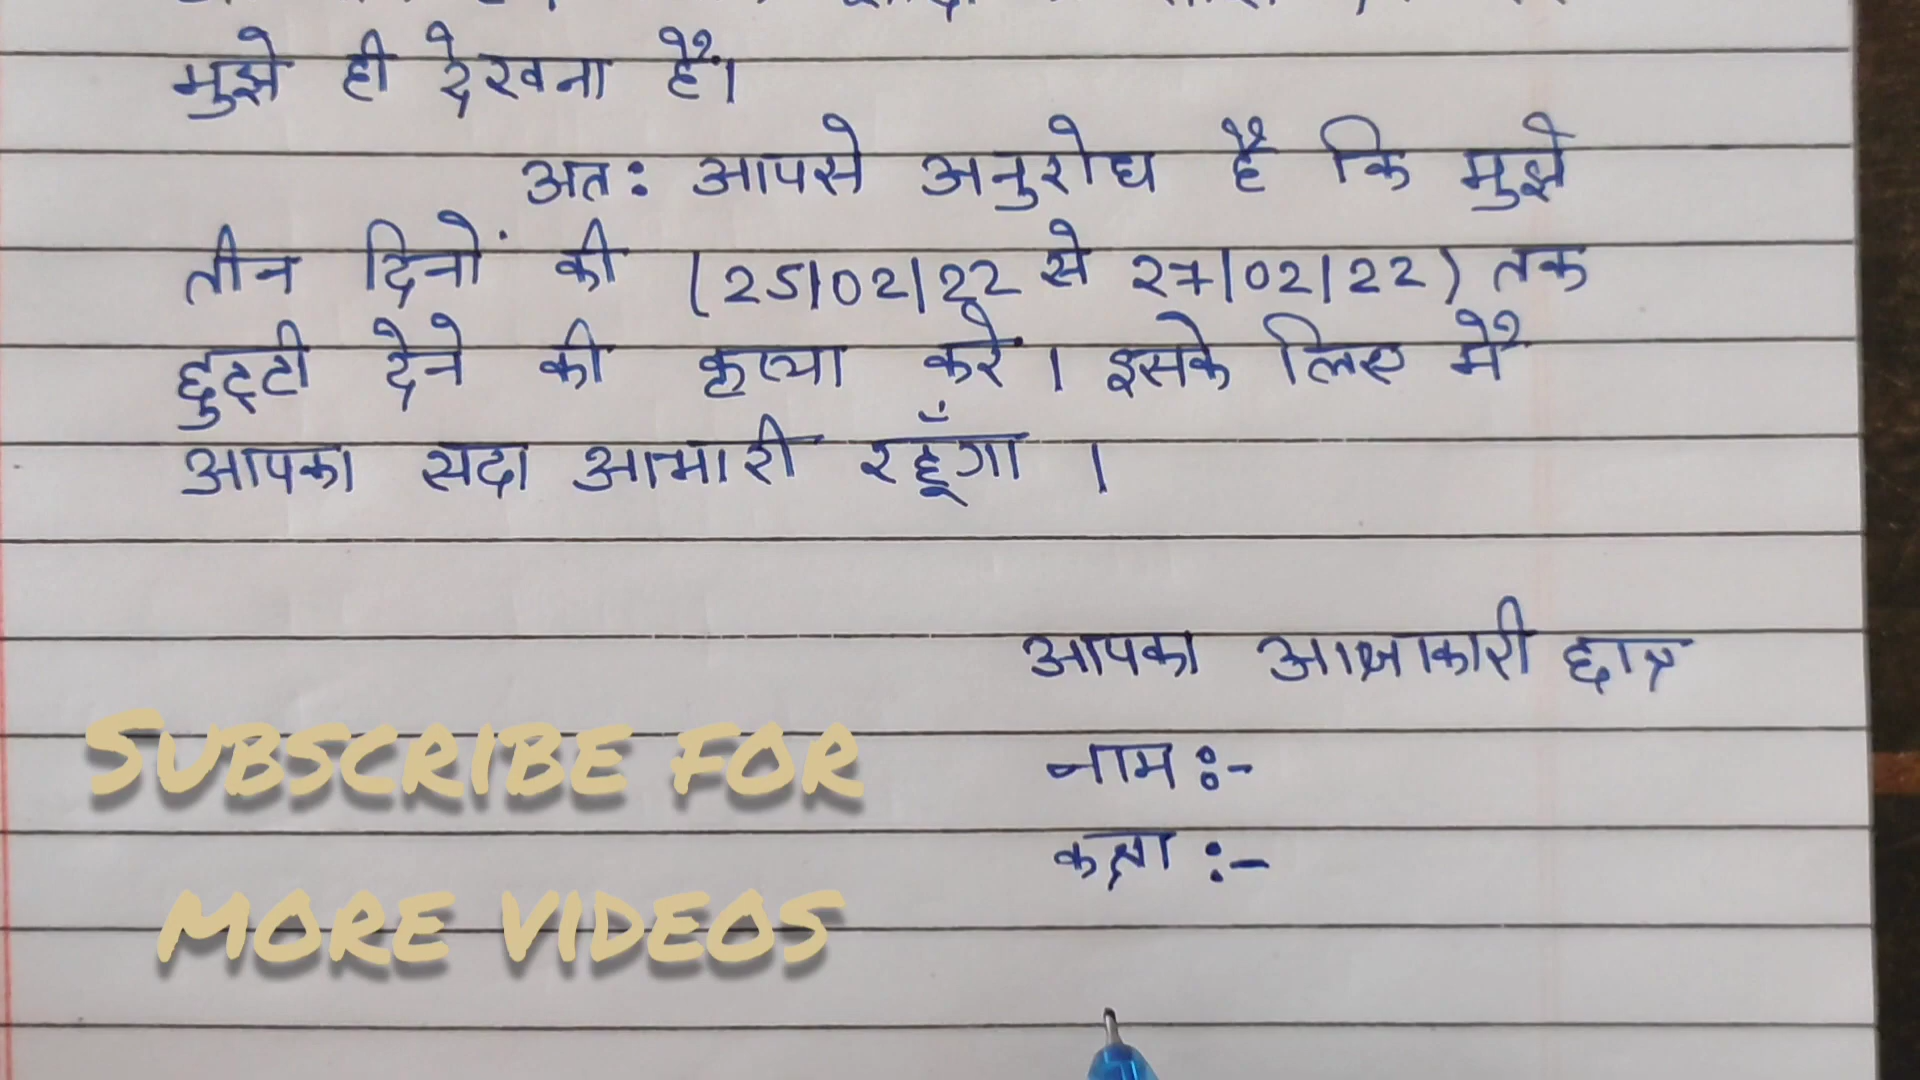 मुझे ही देखना है।
अतः आपसे अनुरोध है कि मुझे
तीन दिनों की (25/02/22 से 27/02/22) तक
छुट्टी देने की कृप्या करें। इसके लिए मैं
आपका सदा आभारी रहूँगा ।
आपका आज्ञाकारी छात्र
नाम :-
कक्षा :-
SUBSCRIBE FOR
MORE VIDEOS